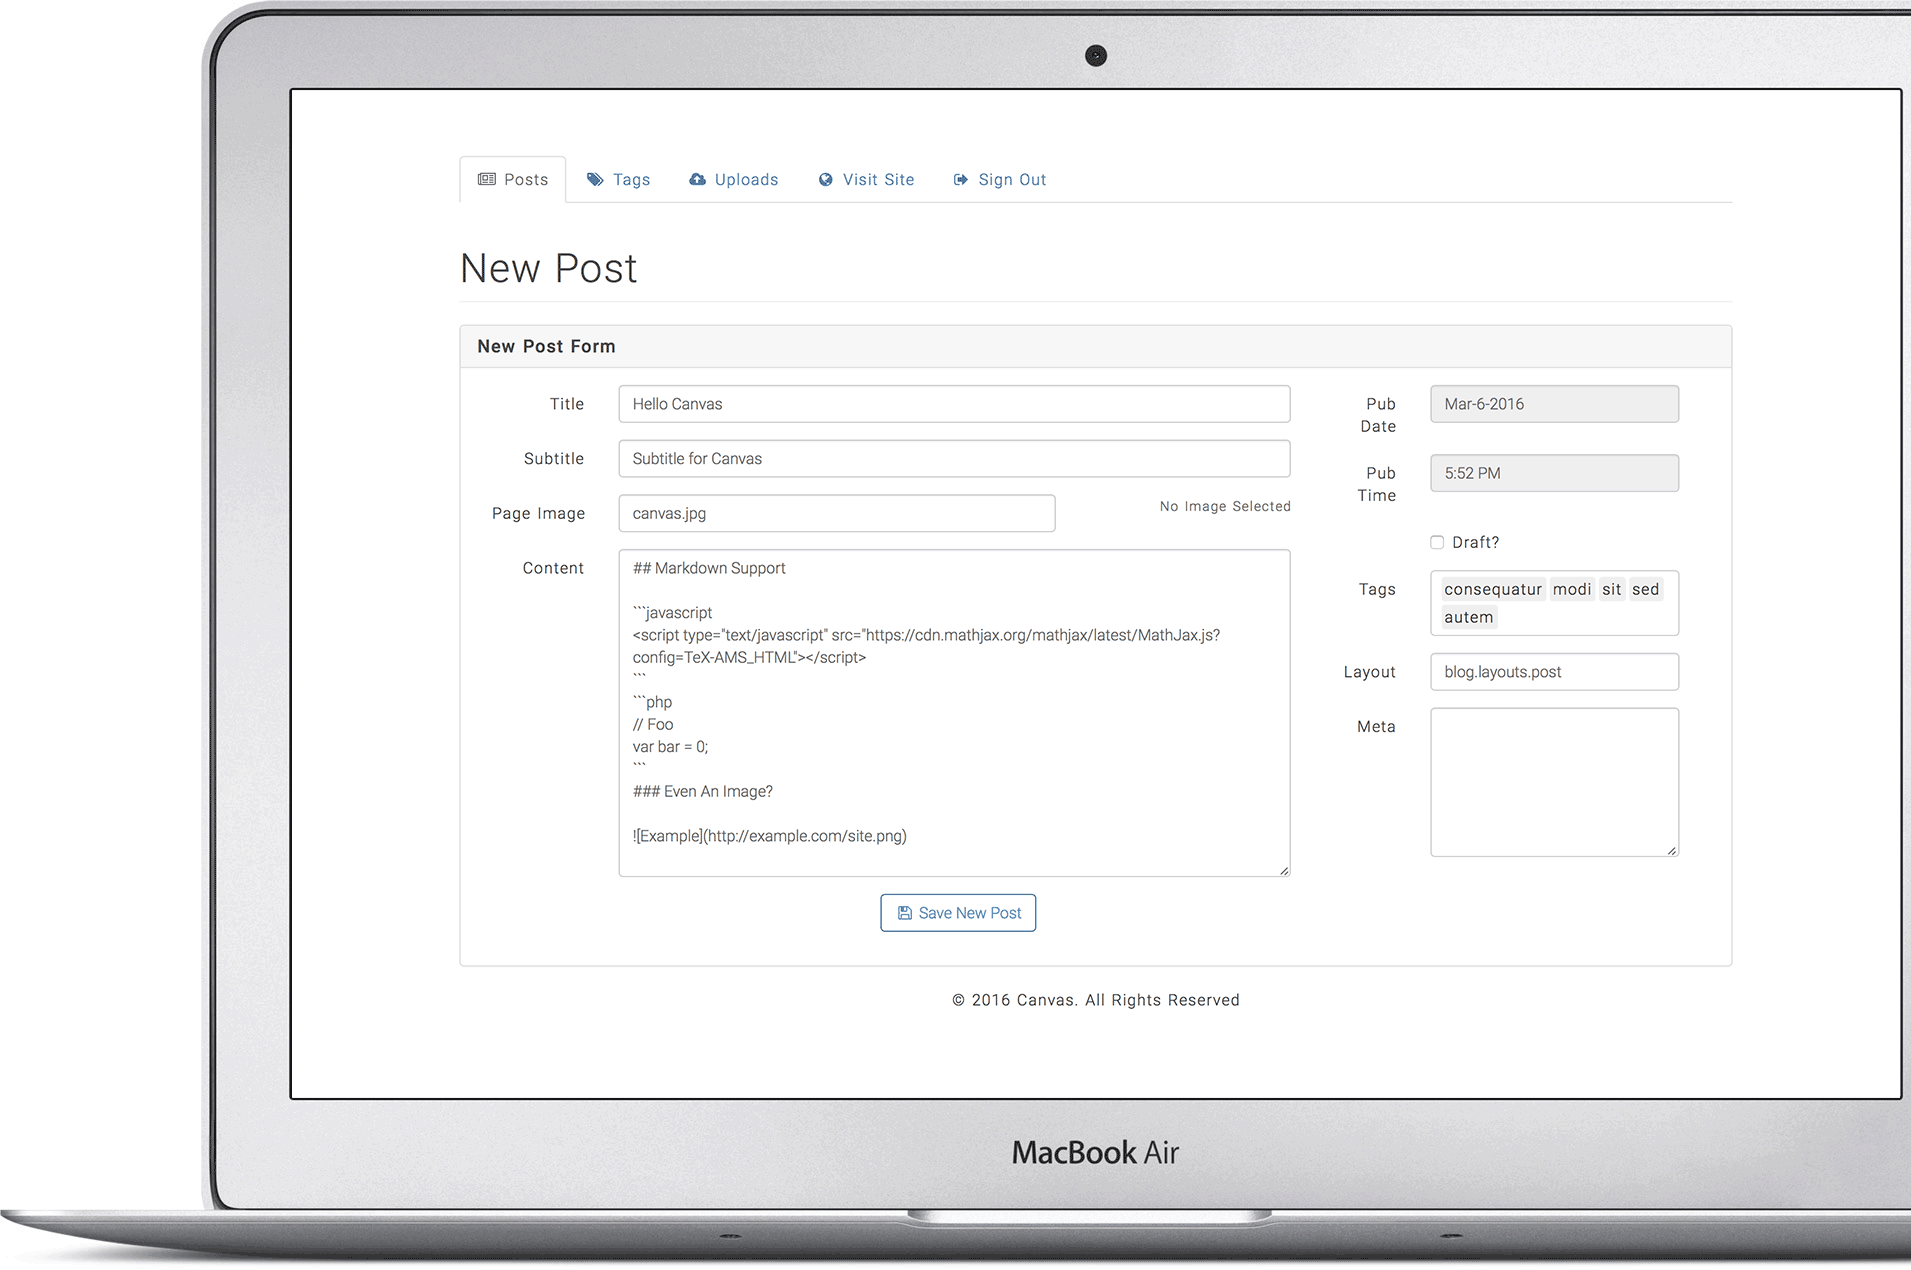 Posts Tags Uploads Visit Site Sign Out
New Post
New Post Form
Title
Hello Canvas
Subtitle
Subtitle for Canvas
Page Image
canvas.jpg
No Image Selected
Content
## Markdown Support
```javascript
<script type="text/javascript" src="https://cdn.mathjax.org/mathjax/latest/MathJax.js?
config=TeX-AMS_HTML"></script>
```
```php
// Foo
var bar = 0;
```
### Even An Image?
![Example](http://example.com/site.png)
Save New Post
Pub
Date
Mar-6-2016
Pub
Time
5:52 PM
Draft?
Tags
consequatur modi sit sed
autem
Layout
blog.layouts.post
Meta
© 2016 Canvas. All Rights Reserved
MacBook Air